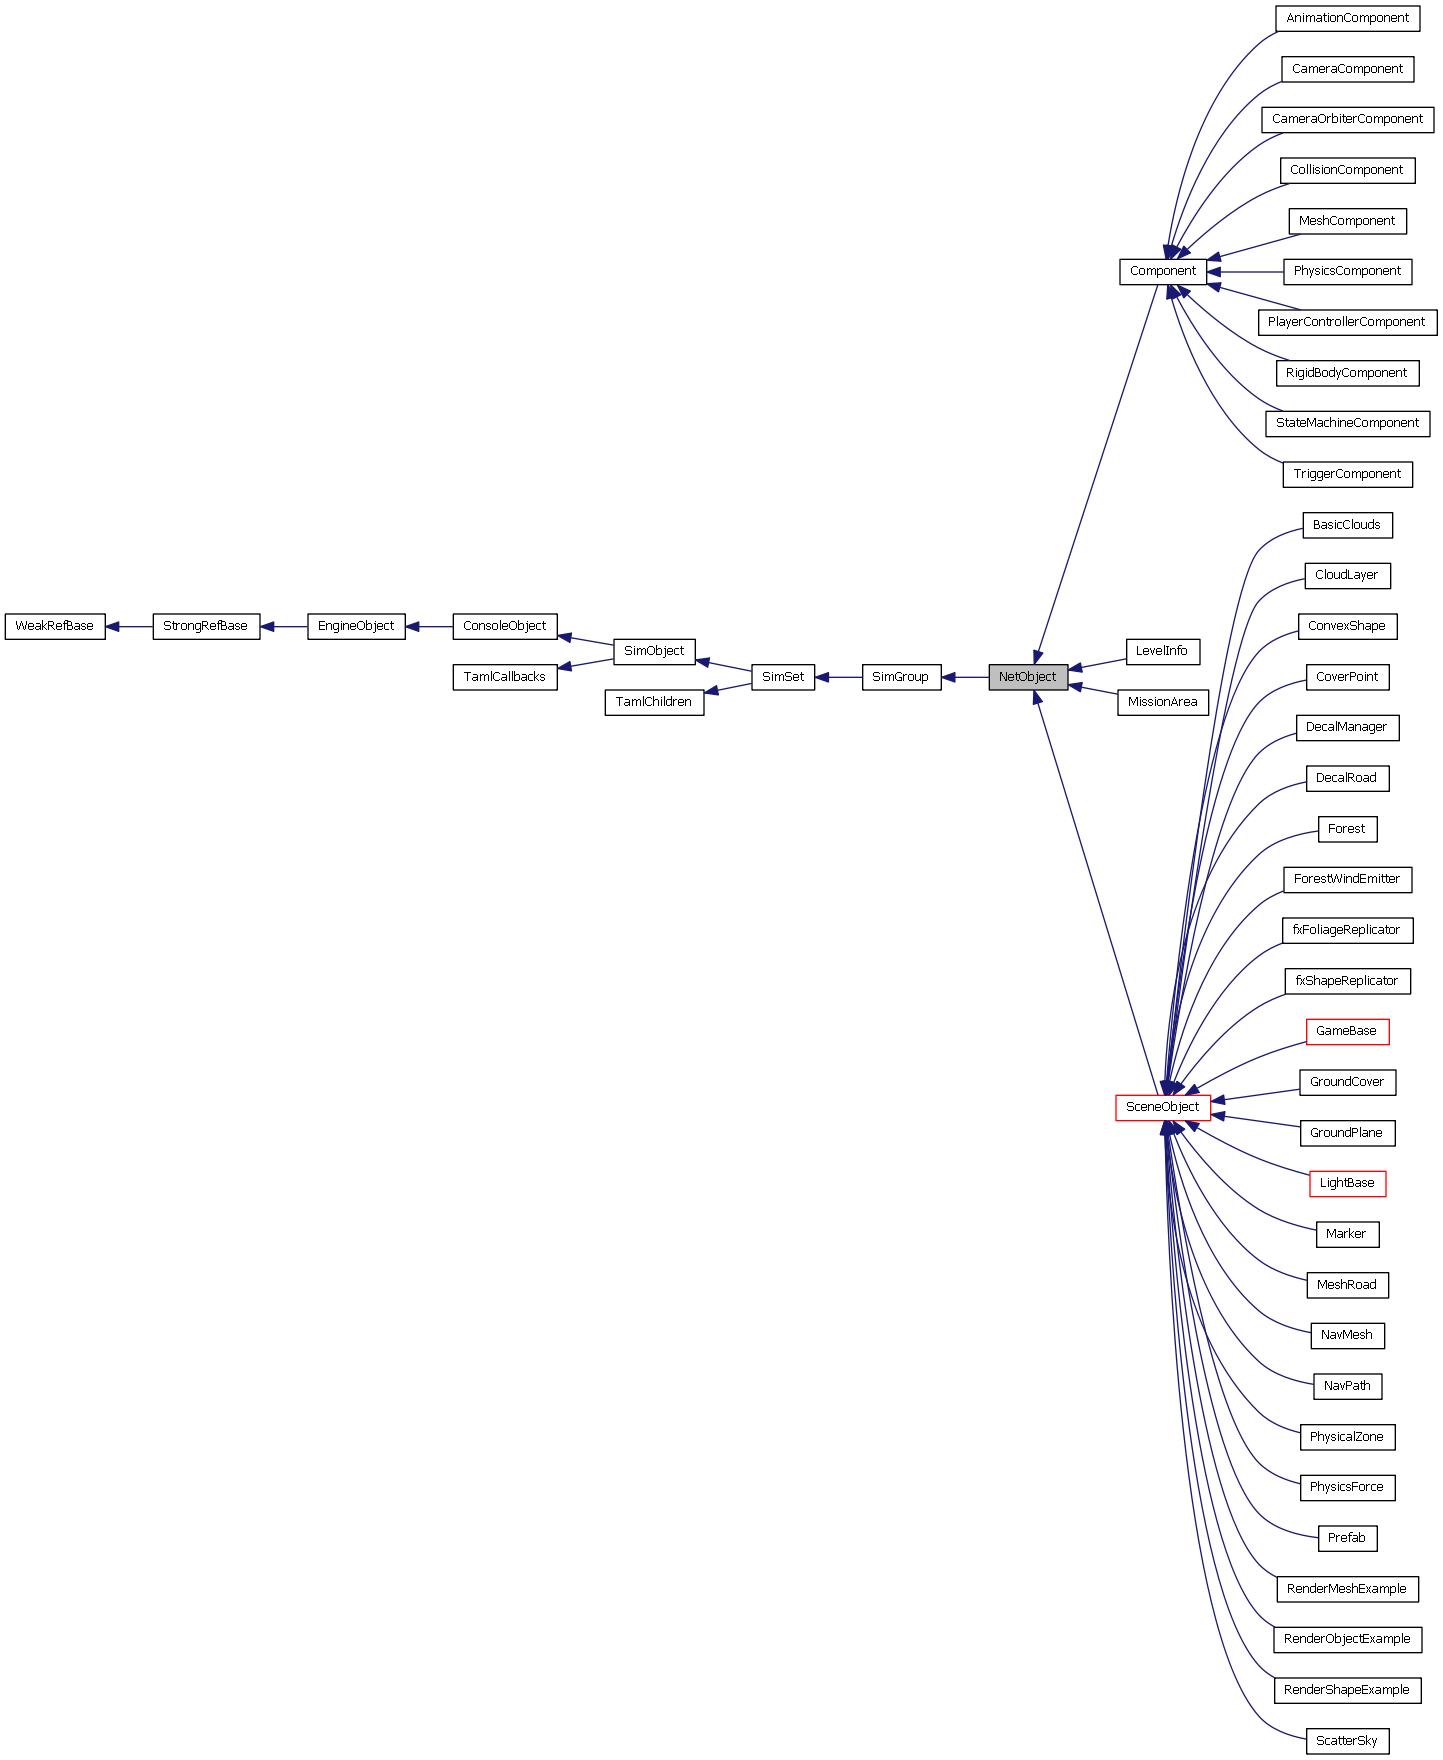 AnimationComponent
CameraComponent
CameraOrbiterComponent
CollisionComponent
MeshComponent
Component
PhysicsComponent
PlayerControllerComponent
RigidBodyComponent
StateMachineComponent
TriggerComponent
BasicClouds
CloudLayer
WeakRefBase
StrongRefBase
EngineObject
ConsoleObject
ConvexShape
SimObject
LevelInfo
TamlCallbacks
SimSet
SimGroup
NetObject
CoverPoint
TamlChildren
MissionArea
DecalManager
DecalRoad
Forest
ForestWindEmitter
fxFoliageReplicator
fxShapeReplicator
GameBase
GroundCover
SceneObject
GroundPlane
LightBase
Marker
MeshRoad
NavMesh
NavPath
PhysicalZone
PhysicsForce
Prefab
RenderMeshExample
RenderObjectExample
RenderShapeExample
ScatterSky